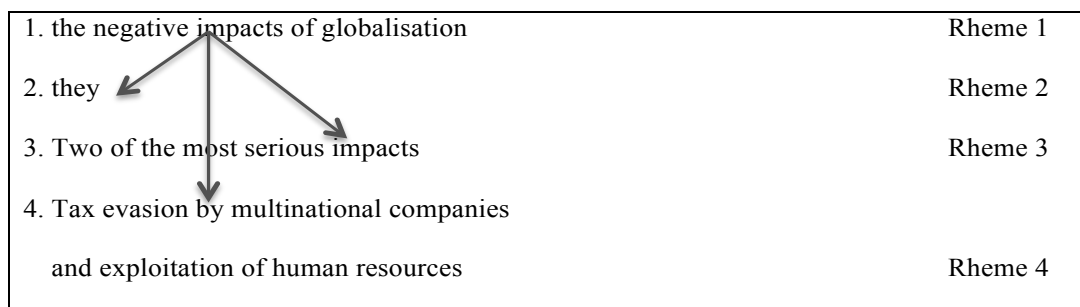 1. the negative impacts of globalisation Rheme 1
2. they Rheme 2
3. Two of the most serious impacts Rheme 3
4. Tax evasion by multinational companies
and exploitation of human resources Rheme 4